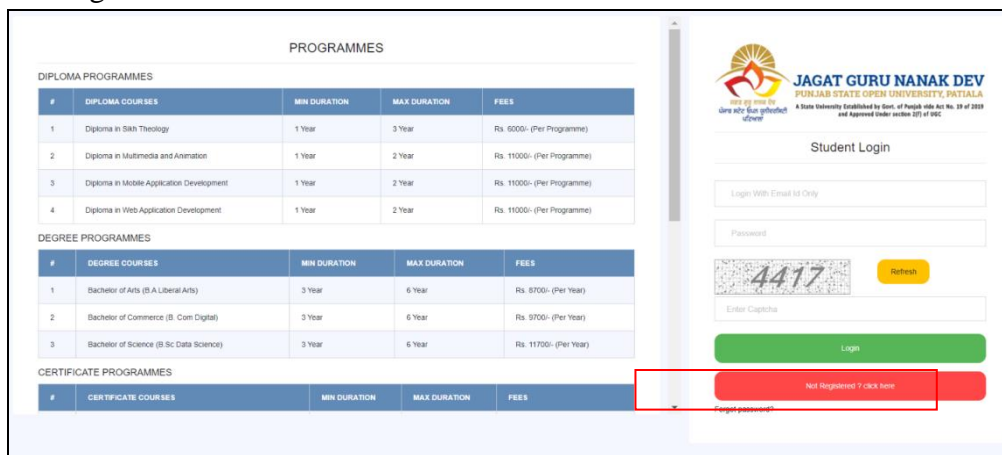 PROGRAMMES
DIPLOMA PROGRAMMES
# DIPLOMA COURSES MIN DURATION MAX DURATION FEES
1 Diploma in Sikh Theology 1 Year 3 Year Rs. 6000/- (Per Programme)
2 Diploma in Multimedia and Animation 1 Year 2 Year Rs. 11000/- (Per Programme)
3 Diploma in Mobile Application Development 1 Year 2 Year Rs. 11000/- (Per Programme)
4 Diploma in Web Application Development 1 Year 2 Year Rs. 11000/- (Per Programme)
DEGREE PROGRAMMES
# DEGREE COURSES MIN DURATION MAX DURATION FEES
1 Bachelor of Arts (B.A Liberal Arts) 3 Year 6 Year Rs. 8700/- (Per Year)
2 Bachelor of Commerce (B. Com Digital) 3 Year 6 Year Rs. 9700/- (Per Year)
3 Bachelor of Science (B.Sc Data Science) 3 Year 6 Year Rs. 11700/- (Per Year)
CERTIFICATE PROGRAMMES
# CERTIFICATE COURSES MIN DURATION MAX DURATION FEES
JAGAT GURU NANAK DEV
PUNJAB STATE OPEN UNIVERSITY, PATIALA
A State University Established by Govt. of Punjab vide Act No. 19 of 2019
and Approved Under section 2(f) of UGC
Student Login
Login With Email Id Only
Password
4417 Refresh
Enter Captcha
Login
Not Registered ? click here
Forgot password?